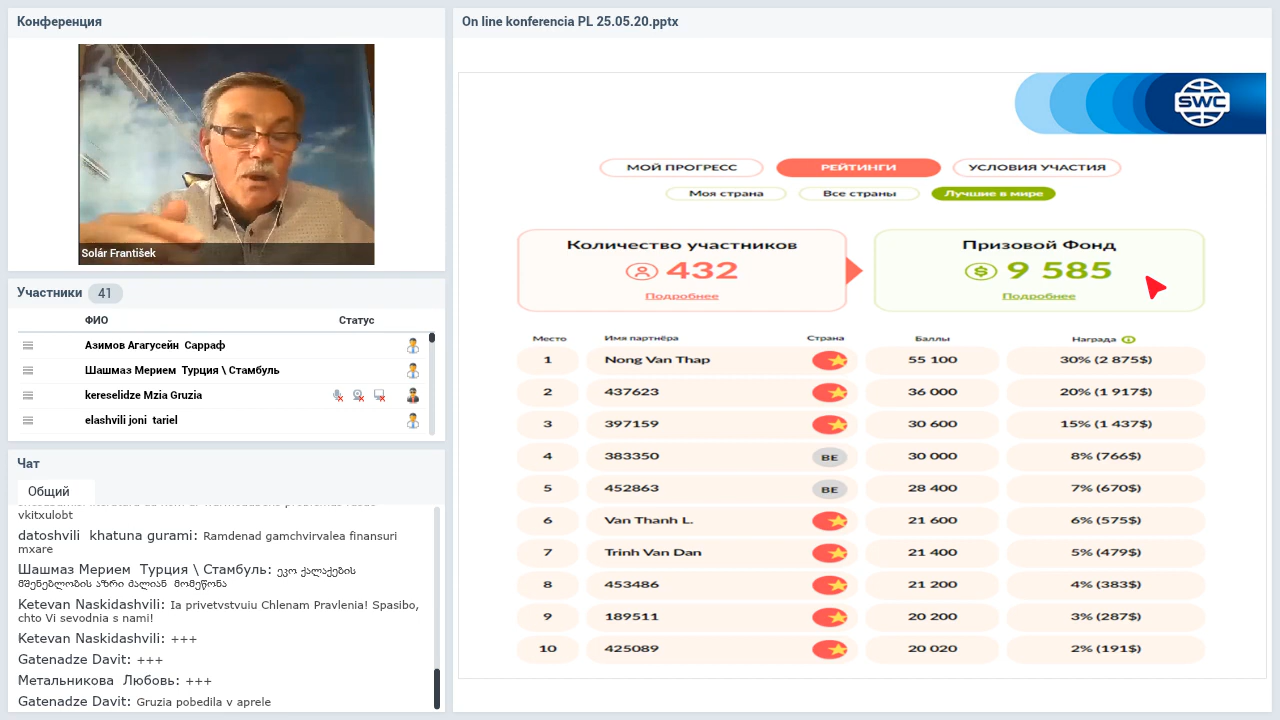 Конференция
Solár František
Участники 41
ФИО Статус
Азимов Агагусейн Сарраф
Шашмаз Мерием Турция \ Стамбуль
kereselidze Mzia Gruzia
elashvili joni tariel
Чат
Общий
vkitxulobt
datoshvili khatuna gurami: Ramdenad gamchvirvalea finansuri
mxare
Шашмаз Мерием Турция \ Стамбуль: ეკო ქალაქების
მშენებლობის აზრი ძალიან მომეწონა
Ketevan Naskidashvili: Ia privetvstvuiu Chlenam Pravlenia! Spasibo,
chto Vi sevodnia s nami!
Ketevan Naskidashvili: +++
Gatenadze Davit: +++
Метальникова Любовь: +++
Gatenadze Davit: Gruzia pobedila v aprele
On line konferencia PL 25.05.20.pptx
SWC
МОЙ ПРОГРЕСС РЕЙТИНГИ УСЛОВИЯ УЧАСТИЯ
Моя страна Все страны Лучшие в мире
Количество участников
432
Подробнее
Призовой Фонд
9 585
Подробнее
Место Имя партнёра Страна Баллы Награда
1 Nong Van Thap 55 100 30% (2 875$)
2 437623 36 000 20% (1 917$)
3 397159 30 600 15% (1 437$)
4 383350 BE 30 000 8% (766$)
5 452863 BE 28 400 7% (670$)
6 Van Thanh L. 21 600 6% (575$)
7 Trinh Van Dan 21 400 5% (479$)
8 453486 21 200 4% (383$)
9 189511 20 200 3% (287$)
10 425089 20 020 2% (191$)